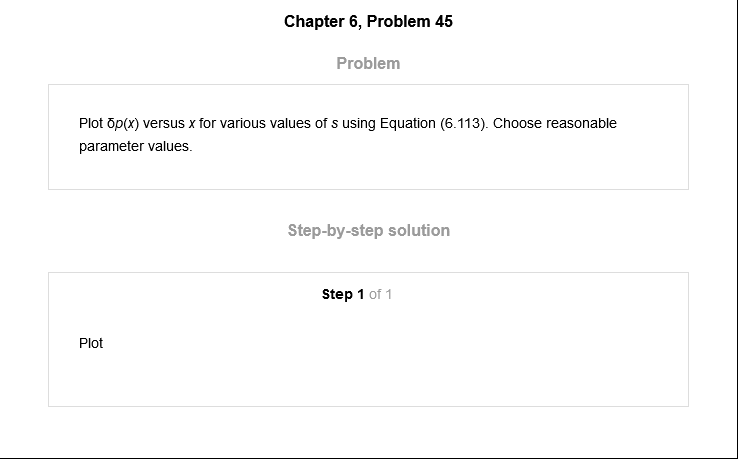 Chapter 6, Problem 45
Problem
Plot δp(x) versus x for various values of s using Equation (6.113). Choose reasonable
parameter values.
Step-by-step solution
Step 1 of 1
Plot